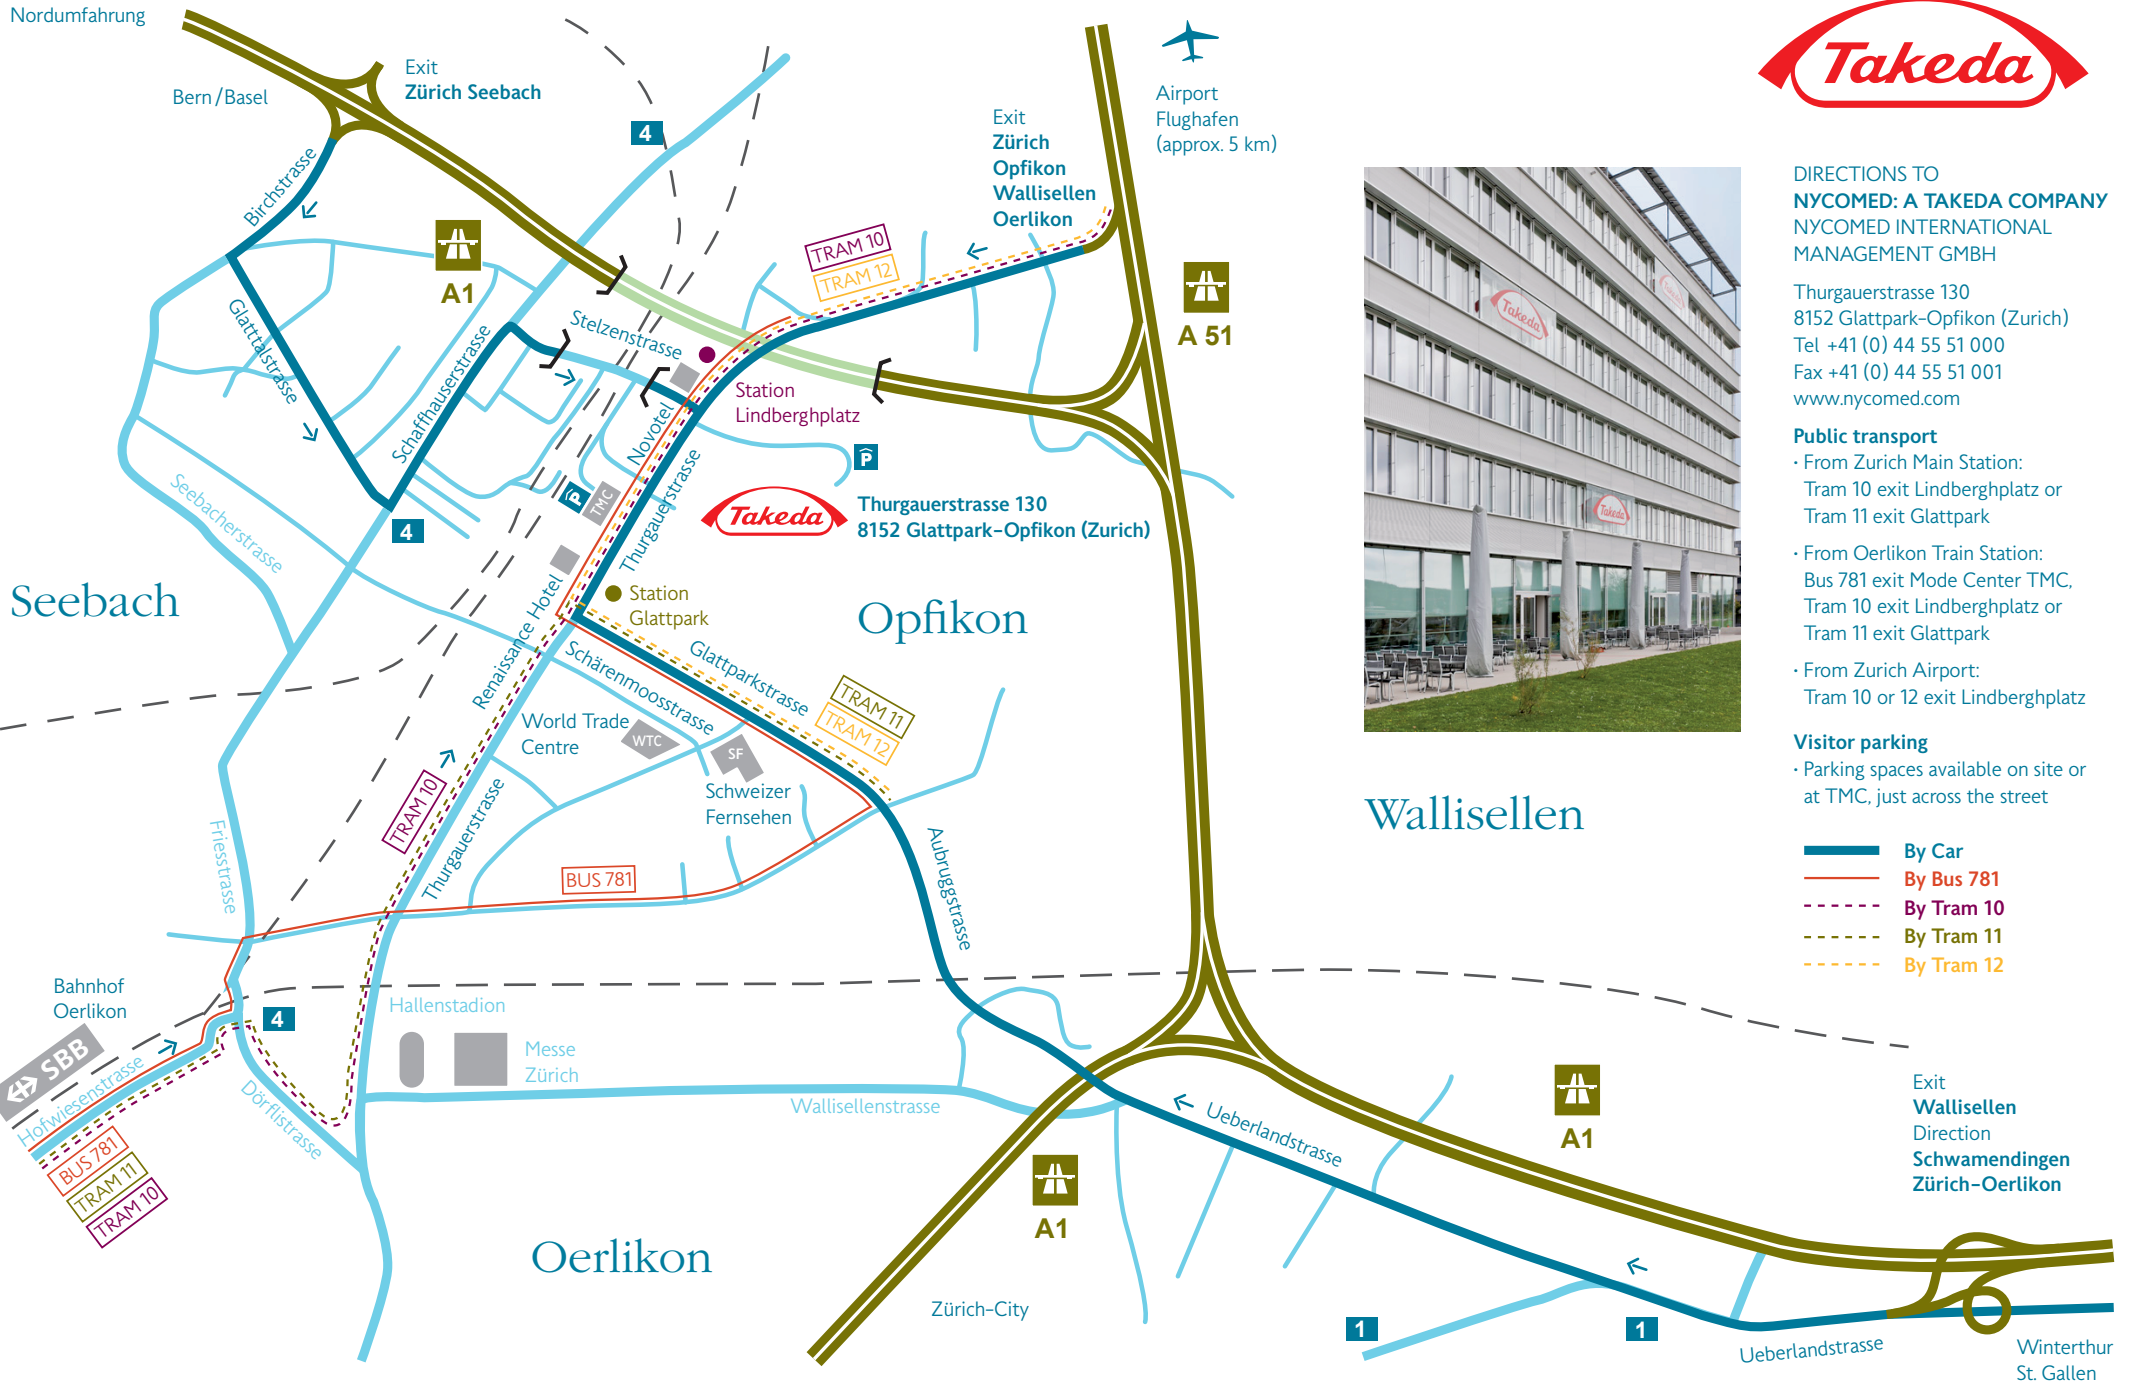 Nordumfahrung
Bern/Basel
Exit
Zürich Seebach
4
Birchstrasse
A1
Glattalstrasse
Schaffhauserstrasse
Stelzenstrasse
TRAM 10
TRAM 12
Exit
Zürich
Opfikon
Wallisellen
Oerlikon
Airport
Flughafen
(approx. 5 km)
A 51
Station
Lindberghplatz
Novotel
P
Thurgauerstrasse
TMC
P
Takeda
Thurgauerstrasse 130
8152 Glattpark-Opfikon (Zurich)
4
Seebacherstrasse
Seebach
Renaissance Hotel
Station
Glattpark
Opfikon
Schärenmoosstrasse
Glattparkstrasse
TRAM 11
TRAM 12
World Trade
Centre
WTC
SF
Schweizer
Fernsehen
TRAM 10
Thurgauerstrasse
Friesstrasse
BUS 781
Aubruggstrasse
Bahnhof
Oerlikon
SBB
4
Hofwiesenstrasse
BUS 781
TRAM 11
TRAM 10
Dörflistrasse
Hallenstadion
Messe
Zürich
Wallisellenstrasse
Oerlikon
A1
Zürich-City
Ueberlandstrasse
A1
Exit
Wallisellen
Direction
Schwamendingen
Zürich-Oerlikon
1
1
Ueberlandstrasse
Winterthur
St. Gallen
Wallisellen
Takeda
Takeda
Takeda
Takeda
DIRECTIONS TO
NYCOMED: A TAKEDA COMPANY
NYCOMED INTERNATIONAL
MANAGEMENT GMBH
Thurgauerstrasse 130
8152 Glattpark-Opfikon (Zurich)
Tel +41 (0) 44 55 51 000
Fax +41 (0) 44 55 51 001
www.nycomed.com
Public transport
· From Zurich Main Station:
Tram 10 exit Lindberghplatz or
Tram 11 exit Glattpark
· From Oerlikon Train Station:
Bus 781 exit Mode Center TMC,
Tram 10 exit Lindberghplatz or
Tram 11 exit Glattpark
· From Zurich Airport:
Tram 10 or 12 exit Lindberghplatz
Visitor parking
· Parking spaces available on site or
at TMC, just across the street
By Car
By Bus 781
By Tram 10
By Tram 11
By Tram 12